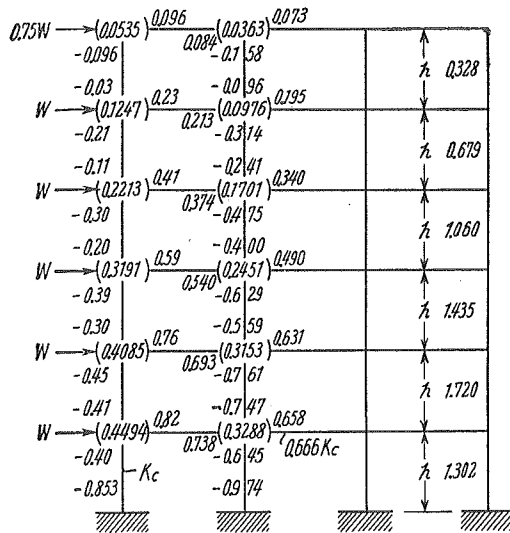 0.75W (0.0535) 0.096 0.084 (0.0363) 0.073
-0.096 -0.1 58 h 0.328
-0.03 -0.0 96
W (0.1247) 0.23 0.213 (0.0976) 0.195
-0.21 -0.3 14 h 0.679
-0.11 -0.2 41
W (0.2213) 0.41 0.374 (0.1701) 0.340
-0.30 -0.4 75 h 1.060
-0.20 -0.4 00
W (0.3191) 0.59 0.540 (0.2451) 0.490
-0.39 -0.6 29 h 1.435
-0.30 -0.5 59
W (0.4085) 0.76 0.693 (0.3153) 0.631
-0.45 -0.7 61 h 1.720
-0.41 -0.7 47
W (0.4494) 0.82 0.738 (0.3288) 0.658
0.666Kc
-0.40 Kc -0.6 45 h 1.302
-0.853 -0.9 74